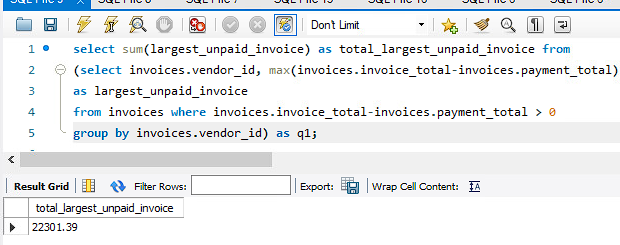 Don't Limit
1 select sum(largest_unpaid_invoice) as total_largest_unpaid_invoice from
2 (select invoices.vendor_id, max(invoices.invoice_total-invoices.payment_total)
3 as largest_unpaid_invoice
4 from invoices where invoices.invoice_total-invoices.payment_total > 0
5 group by invoices.vendor_id) as q1;
Result Grid Filter Rows: Export: Wrap Cell Content:
total_largest_unpaid_invoice
22301.39